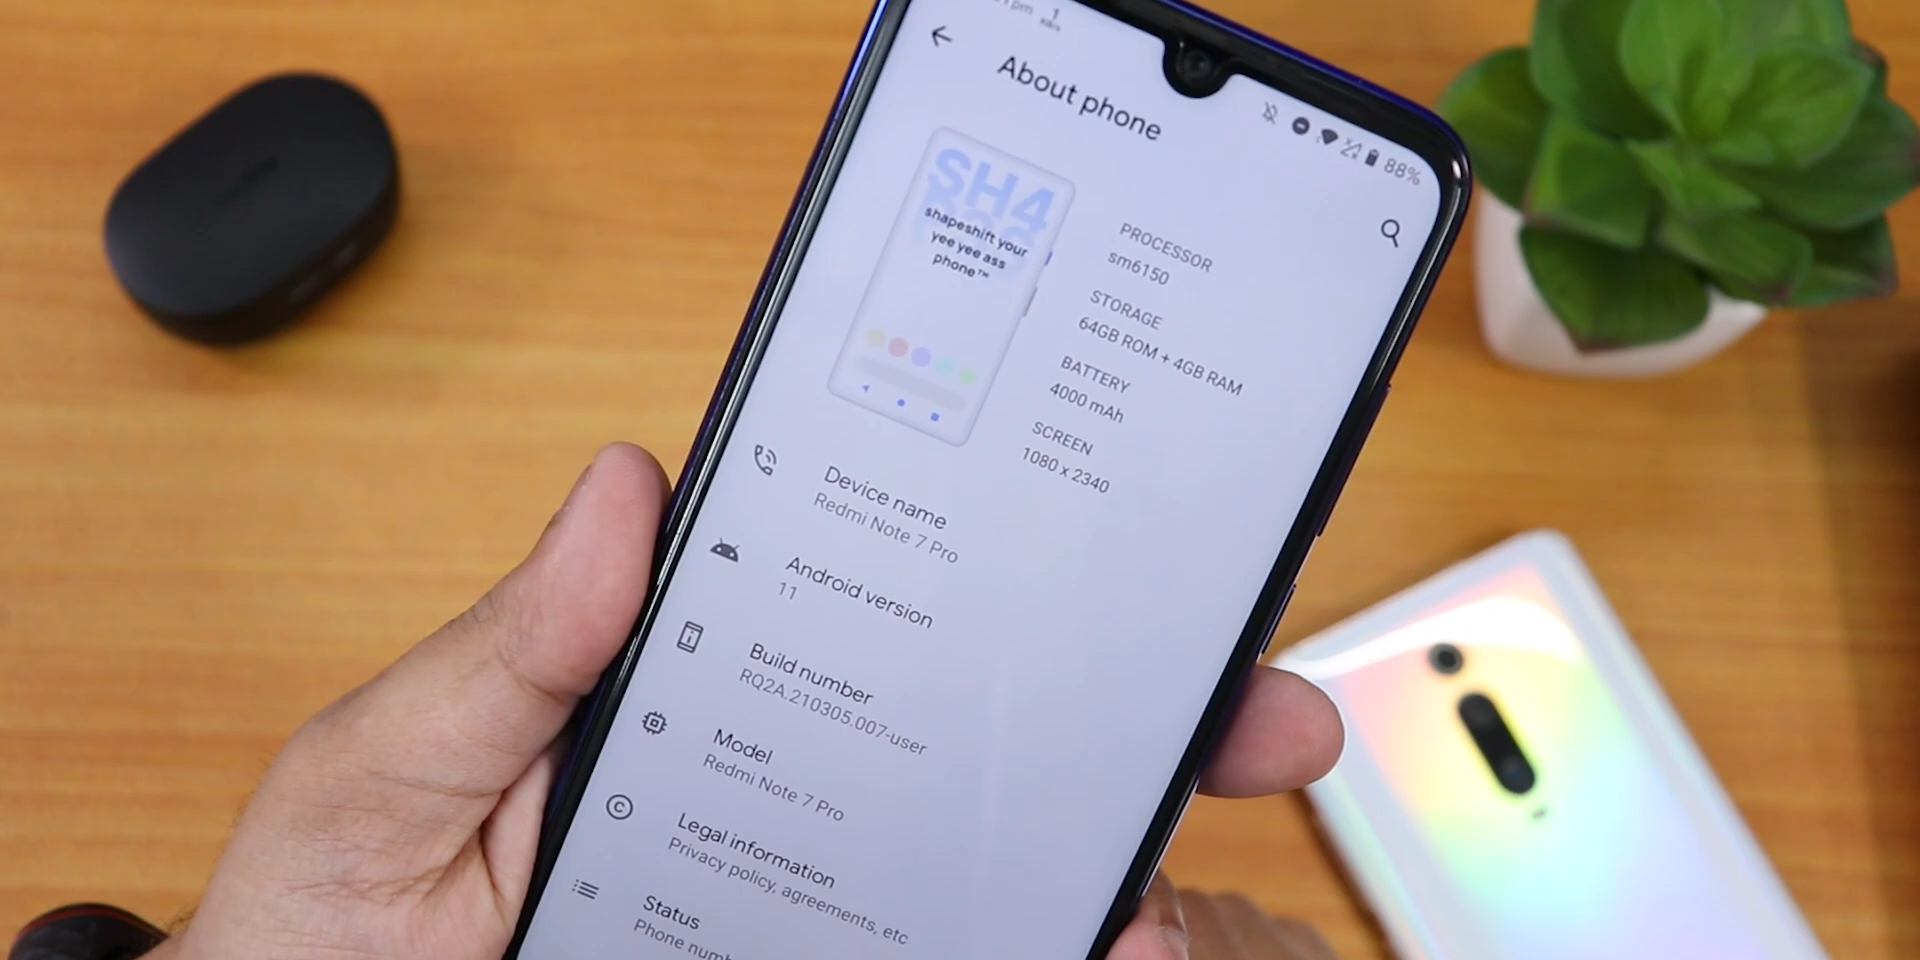 About phone
88%
SH4
shapeshift your
yee yee ass
phone™
PROCESSOR
sm6150
STORAGE
64GB ROM + 4GB RAM
BATTERY
4000 mAh
SCREEN
1080 x 2340
Device name
Redmi Note 7 Pro
Android version
11
Build number
RQ2A.210305.007-user
Model
Redmi Note 7 Pro
Legal information
Privacy policy, agreements, etc
Status
Phone